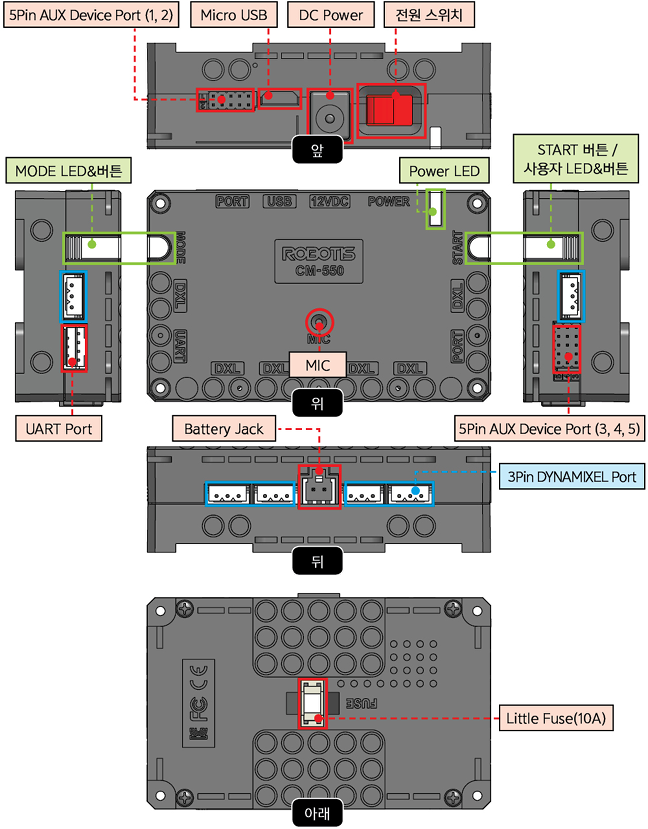 5Pin AUX Device Port (1, 2)
Micro USB
DC Power
전원 스위치
앞
MODE LED&버튼
Power LED
START 버튼 /
사용자 LED&버튼
PORT
USB
12VDC
POWER
MODE
START
ROBOTIS
CM-550
DXL
DXL
UART
PORT
MIC
MIC
DXL
DXL
DXL
DXL
위
UART Port
Battery Jack
5Pin AUX Device Port (3, 4, 5)
3Pin DYNAMIXEL Port
뒤
FC CE
FUSE
Little Fuse(10A)
아래